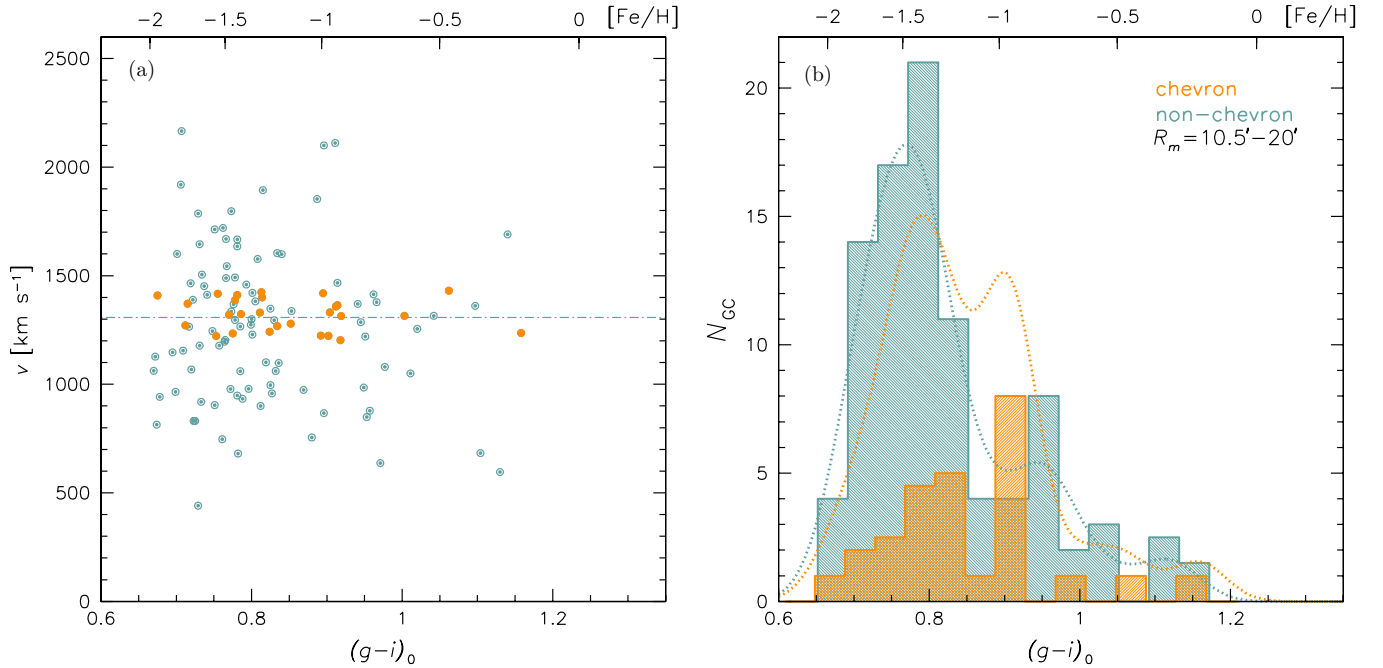 −2 −1.5 −1 −0.5 0 [Fe/H]
(a)
2500
2000
1500
1000
500
0
v [km s⁻¹]
0.6 0.8 1 1.2
(g−i)₀
−2 −1.5 −1 −0.5 0 [Fe/H]
(b)
chevron
non−chevron
Rₘ=10.5′−20′
20
15
10
5
0
N_GC
0.6 0.8 1 1.2
(g−i)₀